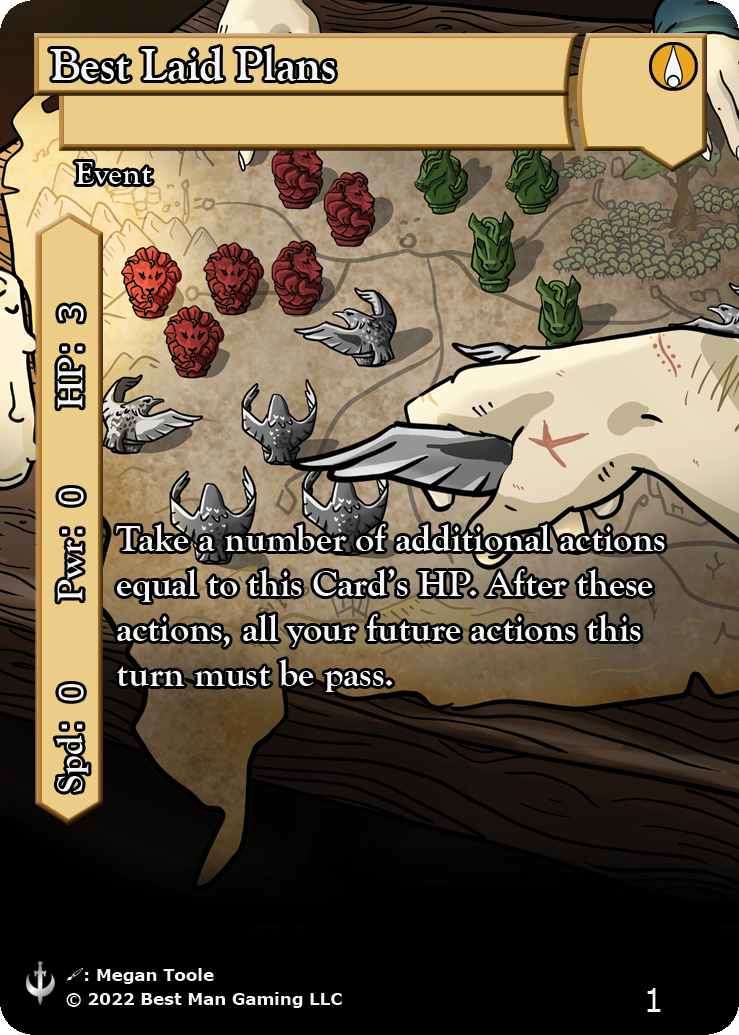 Best Laid Plans
Event
HP: 3
Pwr: 0
Spd: 0
Take a number of additional actions
equal to this Card's HP. After these
actions, all your future actions this
turn must be pass.
: Megan Toole
© 2022 Best Man Gaming LLC
1